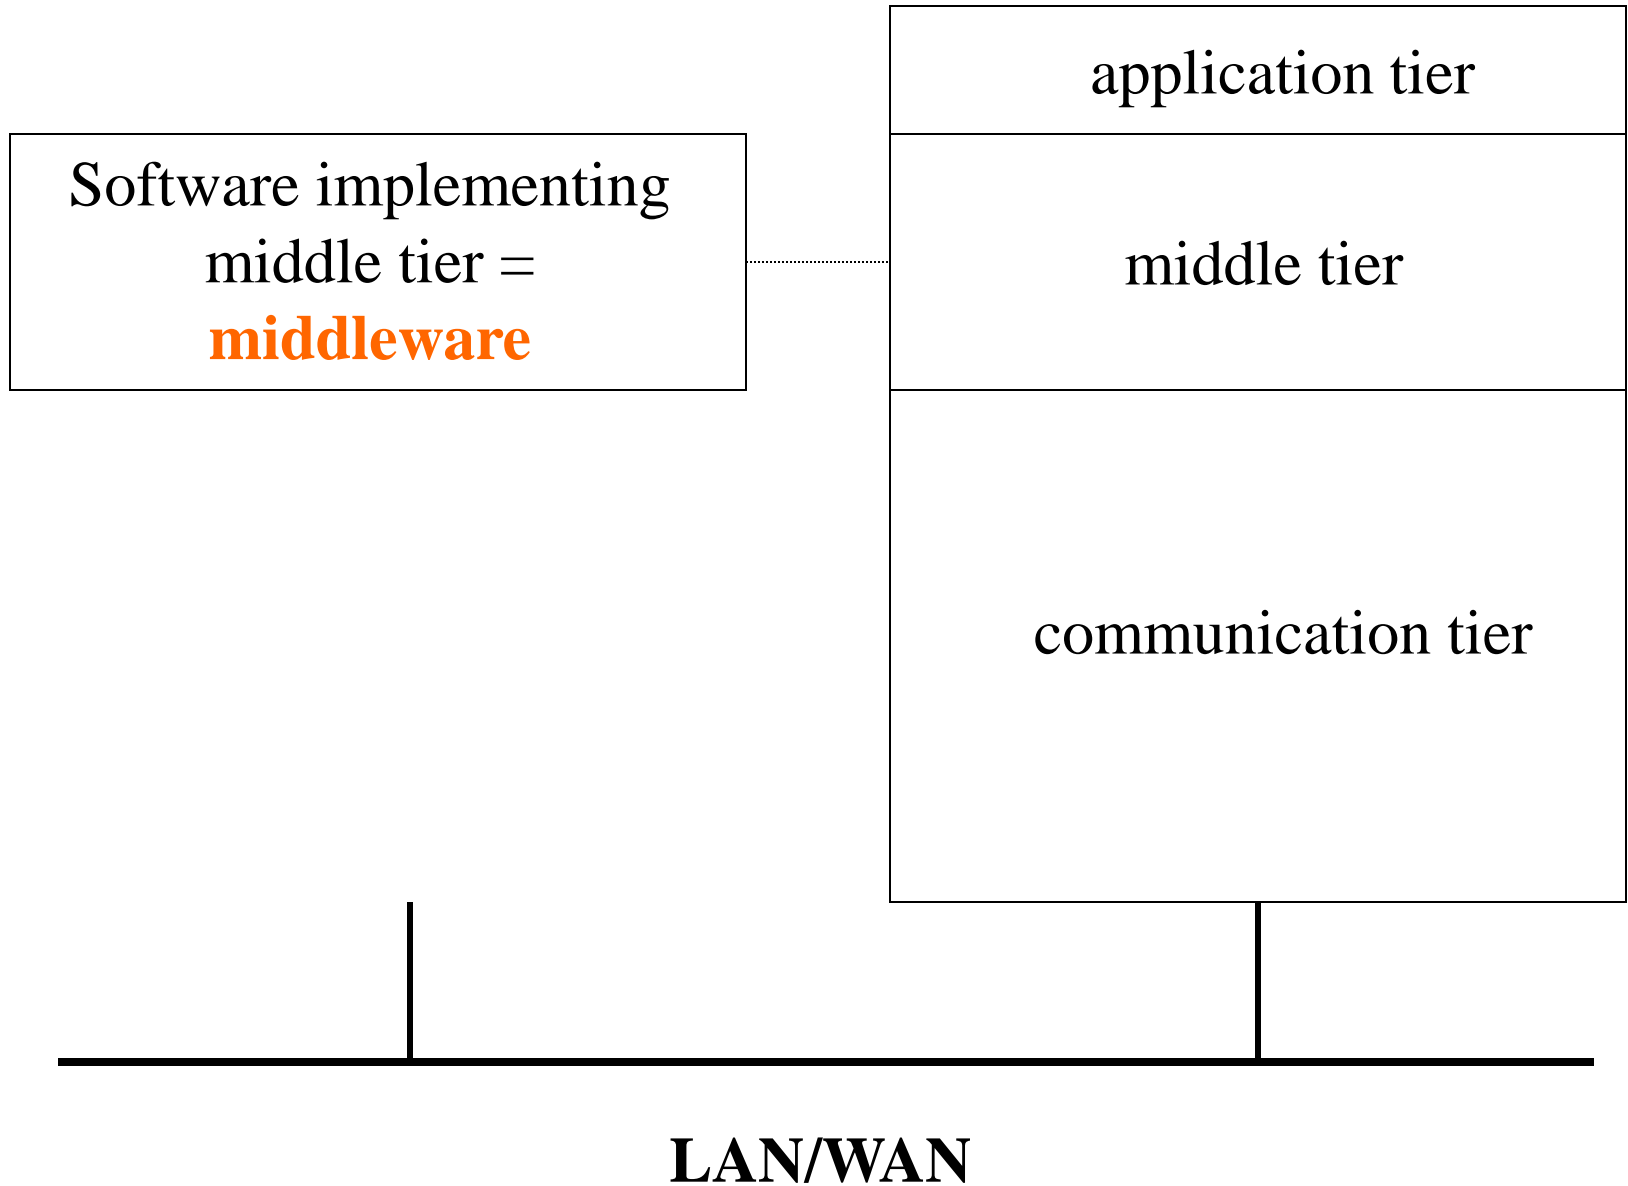 application tier
Software implementing
middle tier =
middleware
middle tier
communication tier
LAN/WAN